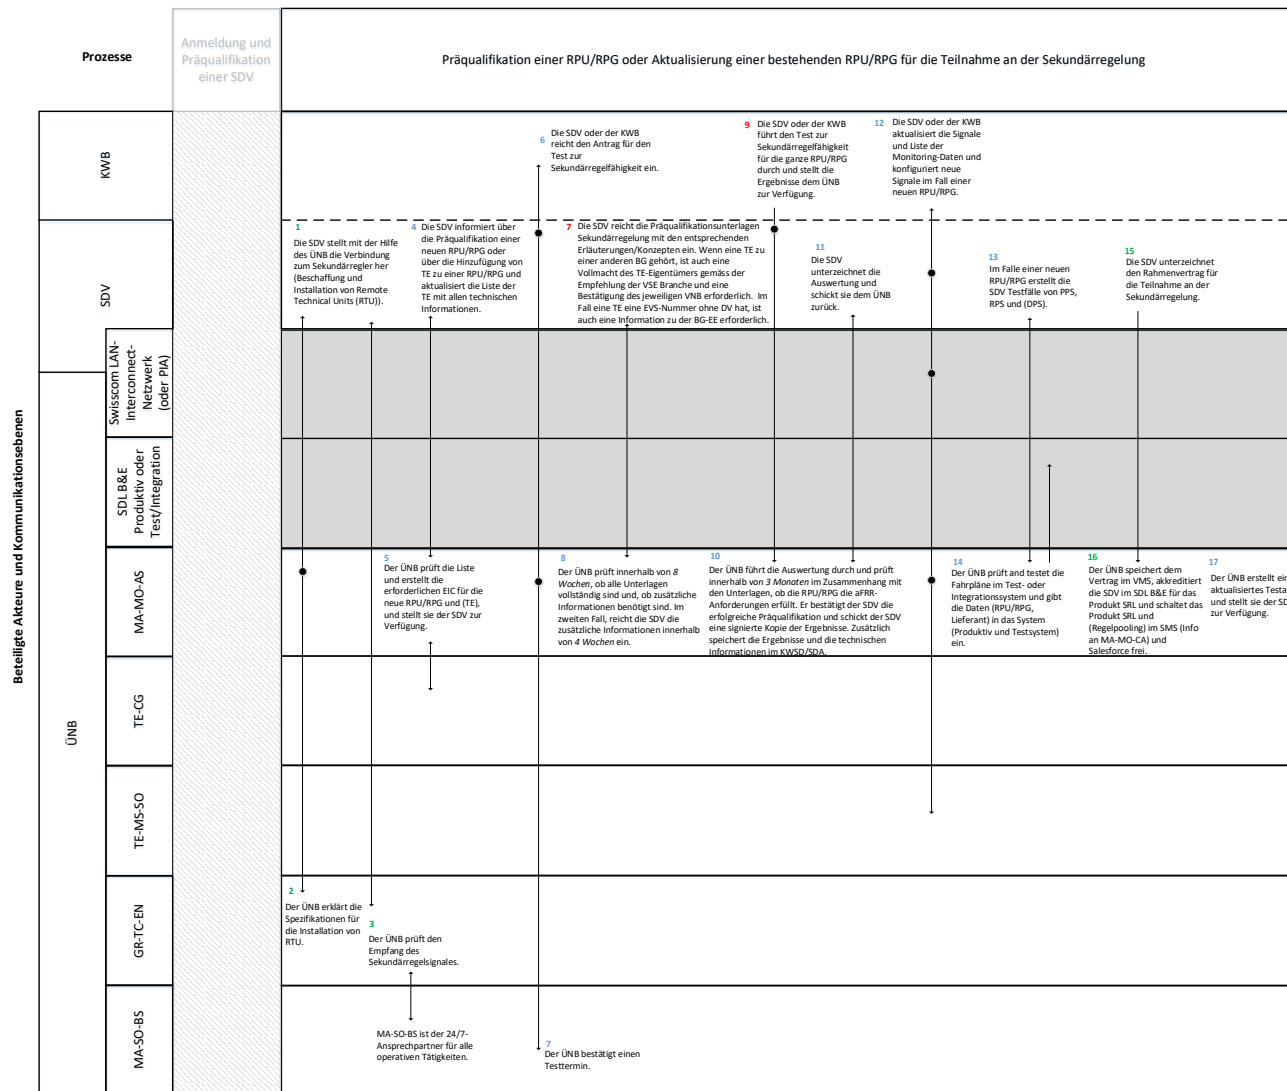 Prozesse
Anmeldung und
Präqualifikation
einer SDV
Präqualifikation einer RPU/RPG oder Aktualisierung einer bestehenden RPU/RPG für die Teilnahme an der Sekundärregelung
Beteiligte Akteure und Kommunikationsebenen
KWB
6
Die SDV oder der KWB
reicht den Antrag für den
Test zur
Sekundärregelfähigkeit ein.
9
Die SDV oder der KWB
führt den Test zur
Sekundärregelfähigkeit
für die ganze RPU/RPG
durch und stellt die
Ergebnisse dem ÜNB
zur Verfügung.
12
Die SDV oder der KWB
aktualisiert die Signale
und Liste der
Monitoring-Daten und
konfiguriert neue
Signale im Fall einer
neuen RPU/RPG.
SDV
1
Die SDV stellt mit der Hilfe
des ÜNB die Verbindung
zum Sekundärregler her
(Beschaffung und
Installation von Remote
Technical Units (RTU)).
4
Die SDV informiert über
die Präqualifikation einer
neuen RPU/RPG oder
über die Hinzufügung von
TE zu einer RPU/RPG und
aktualisiert die Liste der
TE mit allen technischen
Informationen.
7
Die SDV reicht die Präqualifikationsunterlagen
Sekundärregelung mit den entsprechenden
Erläuterungen/Konzepten ein. Wenn eine TE zu
einer anderen BG gehört, ist auch eine
Vollmacht des TE-Eigentümers gemäss der
Empfehlung der VSE Branche und eine
Bestätigung des jeweiligen VNB erforderlich. Im
Fall eine TE eine EVS-Nummer ohne DV hat, ist
auch eine Information zu der BG-EE erforderlich.
11
Die SDV
unterzeichnet die
Auswertung und
schickt sie dem ÜNB
zurück.
13
Im Falle einer neuen
RPU/RPG erstellt die
SDV Testfälle von PPS,
RPS und (DPS).
15
Die SDV unterzeichnet
den Rahmenvertrag für
die Teilnahme an der
Sekundärregelung.
ÜNB
Swisscom LAN-
Interconnect-
Netzwerk
(oder PIA)
SDL B&E
Produktiv oder
Test/Integration
MA-MO-AS
5
Der ÜNB prüft die Liste
und erstellt die
erforderlichen EIC für die
neue RPU/RPG und (TE),
und stellt sie der SDV zur
Verfügung.
8
Der ÜNB prüft innerhalb von 8
Wochen, ob alle Unterlagen
vollständig sind und, ob zusätzliche
Informationen benötigt sind. Im
zweiten Fall, reicht die SDV die
zusätzliche Informationen innerhalb
von 4 Wochen ein.
10
Der ÜNB führt die Auswertung durch und prüft
innerhalb von 3 Monaten im Zusammenhang mit
den Unterlagen, ob die RPU/RPG die aFRR-
Anforderungen erfüllt. Er bestätigt der SDV die
erfolgreiche Präqualifikation und schickt der SDV
eine signierte Kopie der Ergebnisse. Zusätzlich
speichert die Ergebnisse und die technischen
Informationen im KWSD/SDA.
14
Der ÜNB prüft and testet die
Fahrpläne im Test- oder
Integrationssystem und gibt
die Daten (RPU/RPG,
Lieferant) in das System
(Produktiv und Testsystem)
ein.
16
Der ÜNB speichert dem
Vertrag im VMS, akkreditiert
die SDV im SDL B&E für das
Produkt SRL und schaltet das
Produkt SRL und
(Regelpooling) im SMS (Info
an MA-MO-CA) und
Salesforce frei.
17
Der ÜNB erstellt ein
aktualisiertes Testa
und stellt sie der SD
zur Verfügung.
TE-CG
TE-MS-SO
GR-TC-EN
2
Der ÜNB erklärt die
Spezifikationen für
die Installation von
RTU.
3
Der ÜNB prüft den
Empfang des
Sekundärregelsignales.
MA-SO-BS
MA-SO-BS ist der 24/7-
Ansprechpartner für alle
operativen Tätigkeiten.
7
Der ÜNB bestätigt einen
Testtermin.